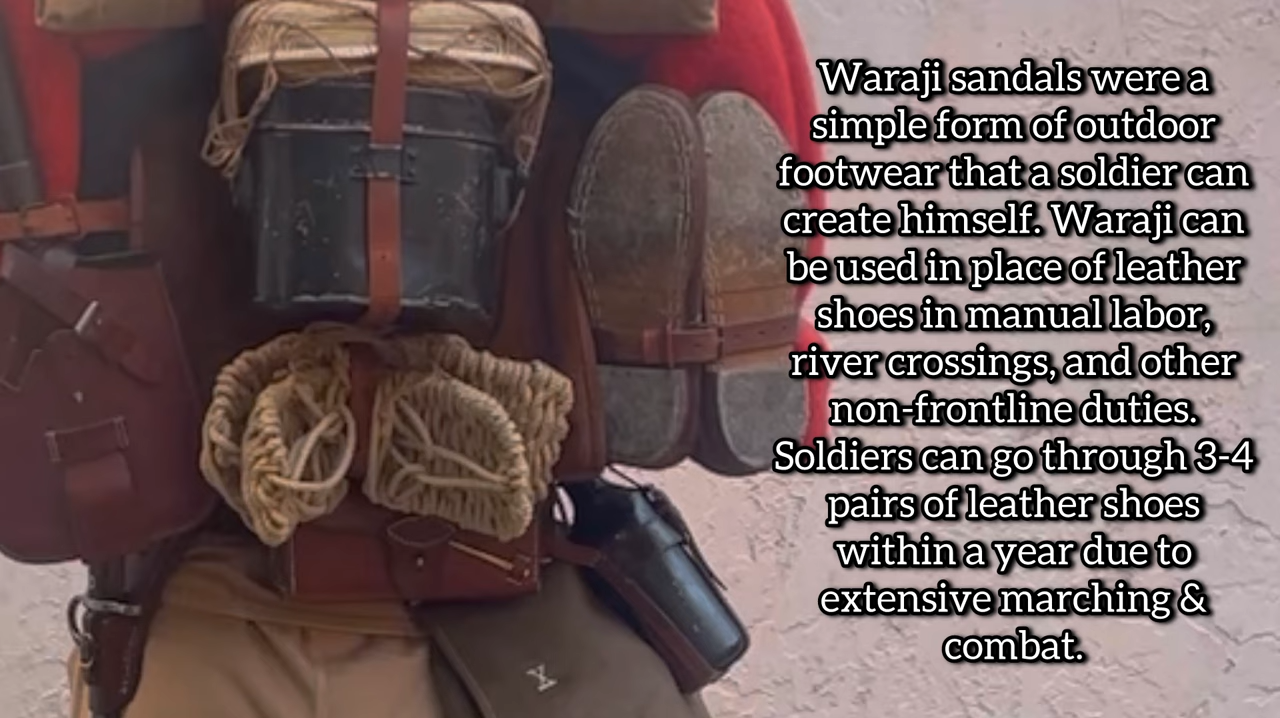 Waraji sandals were a
simple form of outdoor
footwear that a soldier can
create himself. Waraji can
be used in place of leather
shoes in manual labor,
river crossings, and other
non-frontline duties.
Soldiers can go through 3-4
pairs of leather shoes
within a year due to
extensive marching &
combat.